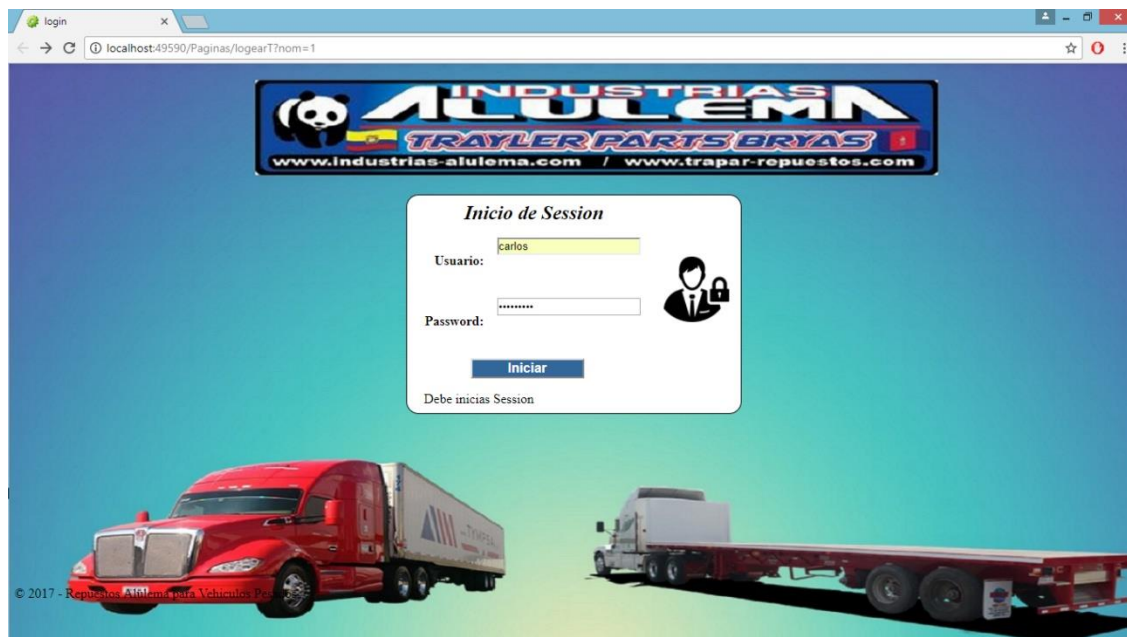 login
localhost:49590/Paginas/logearT?nom=1
INDUSTRIAS
ALULEMA
TRAYLER PARTS BRYAS
www.industrias-alulema.com / www.trapar-repuestos.com
Inicio de Session
carlos
Usuario:
•••••••••
Password:
Iniciar
Debe inicias Session
© 2017 - Repuestos Alulema para Vehiculos